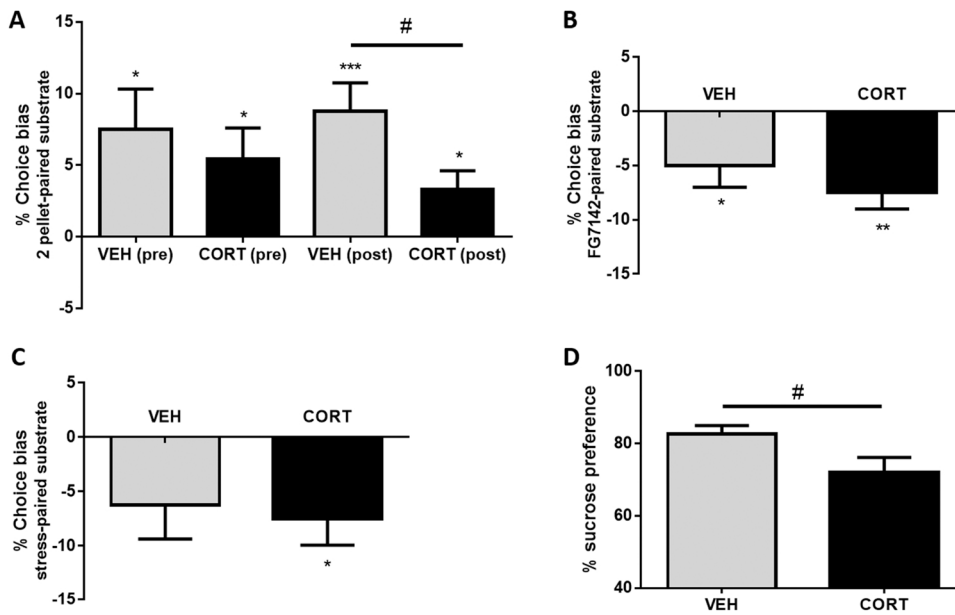 A
% Choice bias
2 pellet-paired substrate
15
10
5
0
-5
*
*
***
*
#
VEH (pre)
CORT (pre)
VEH (post)
CORT (post)
B
% Choice bias
FG7142-paired substrate
5
0
-5
-10
-15
VEH
CORT
*
**
C
% Choice bias
stress-paired substrate
5
0
-5
-10
-15
VEH
CORT
*
D
% sucrose preference
100
80
60
40
#
VEH
CORT